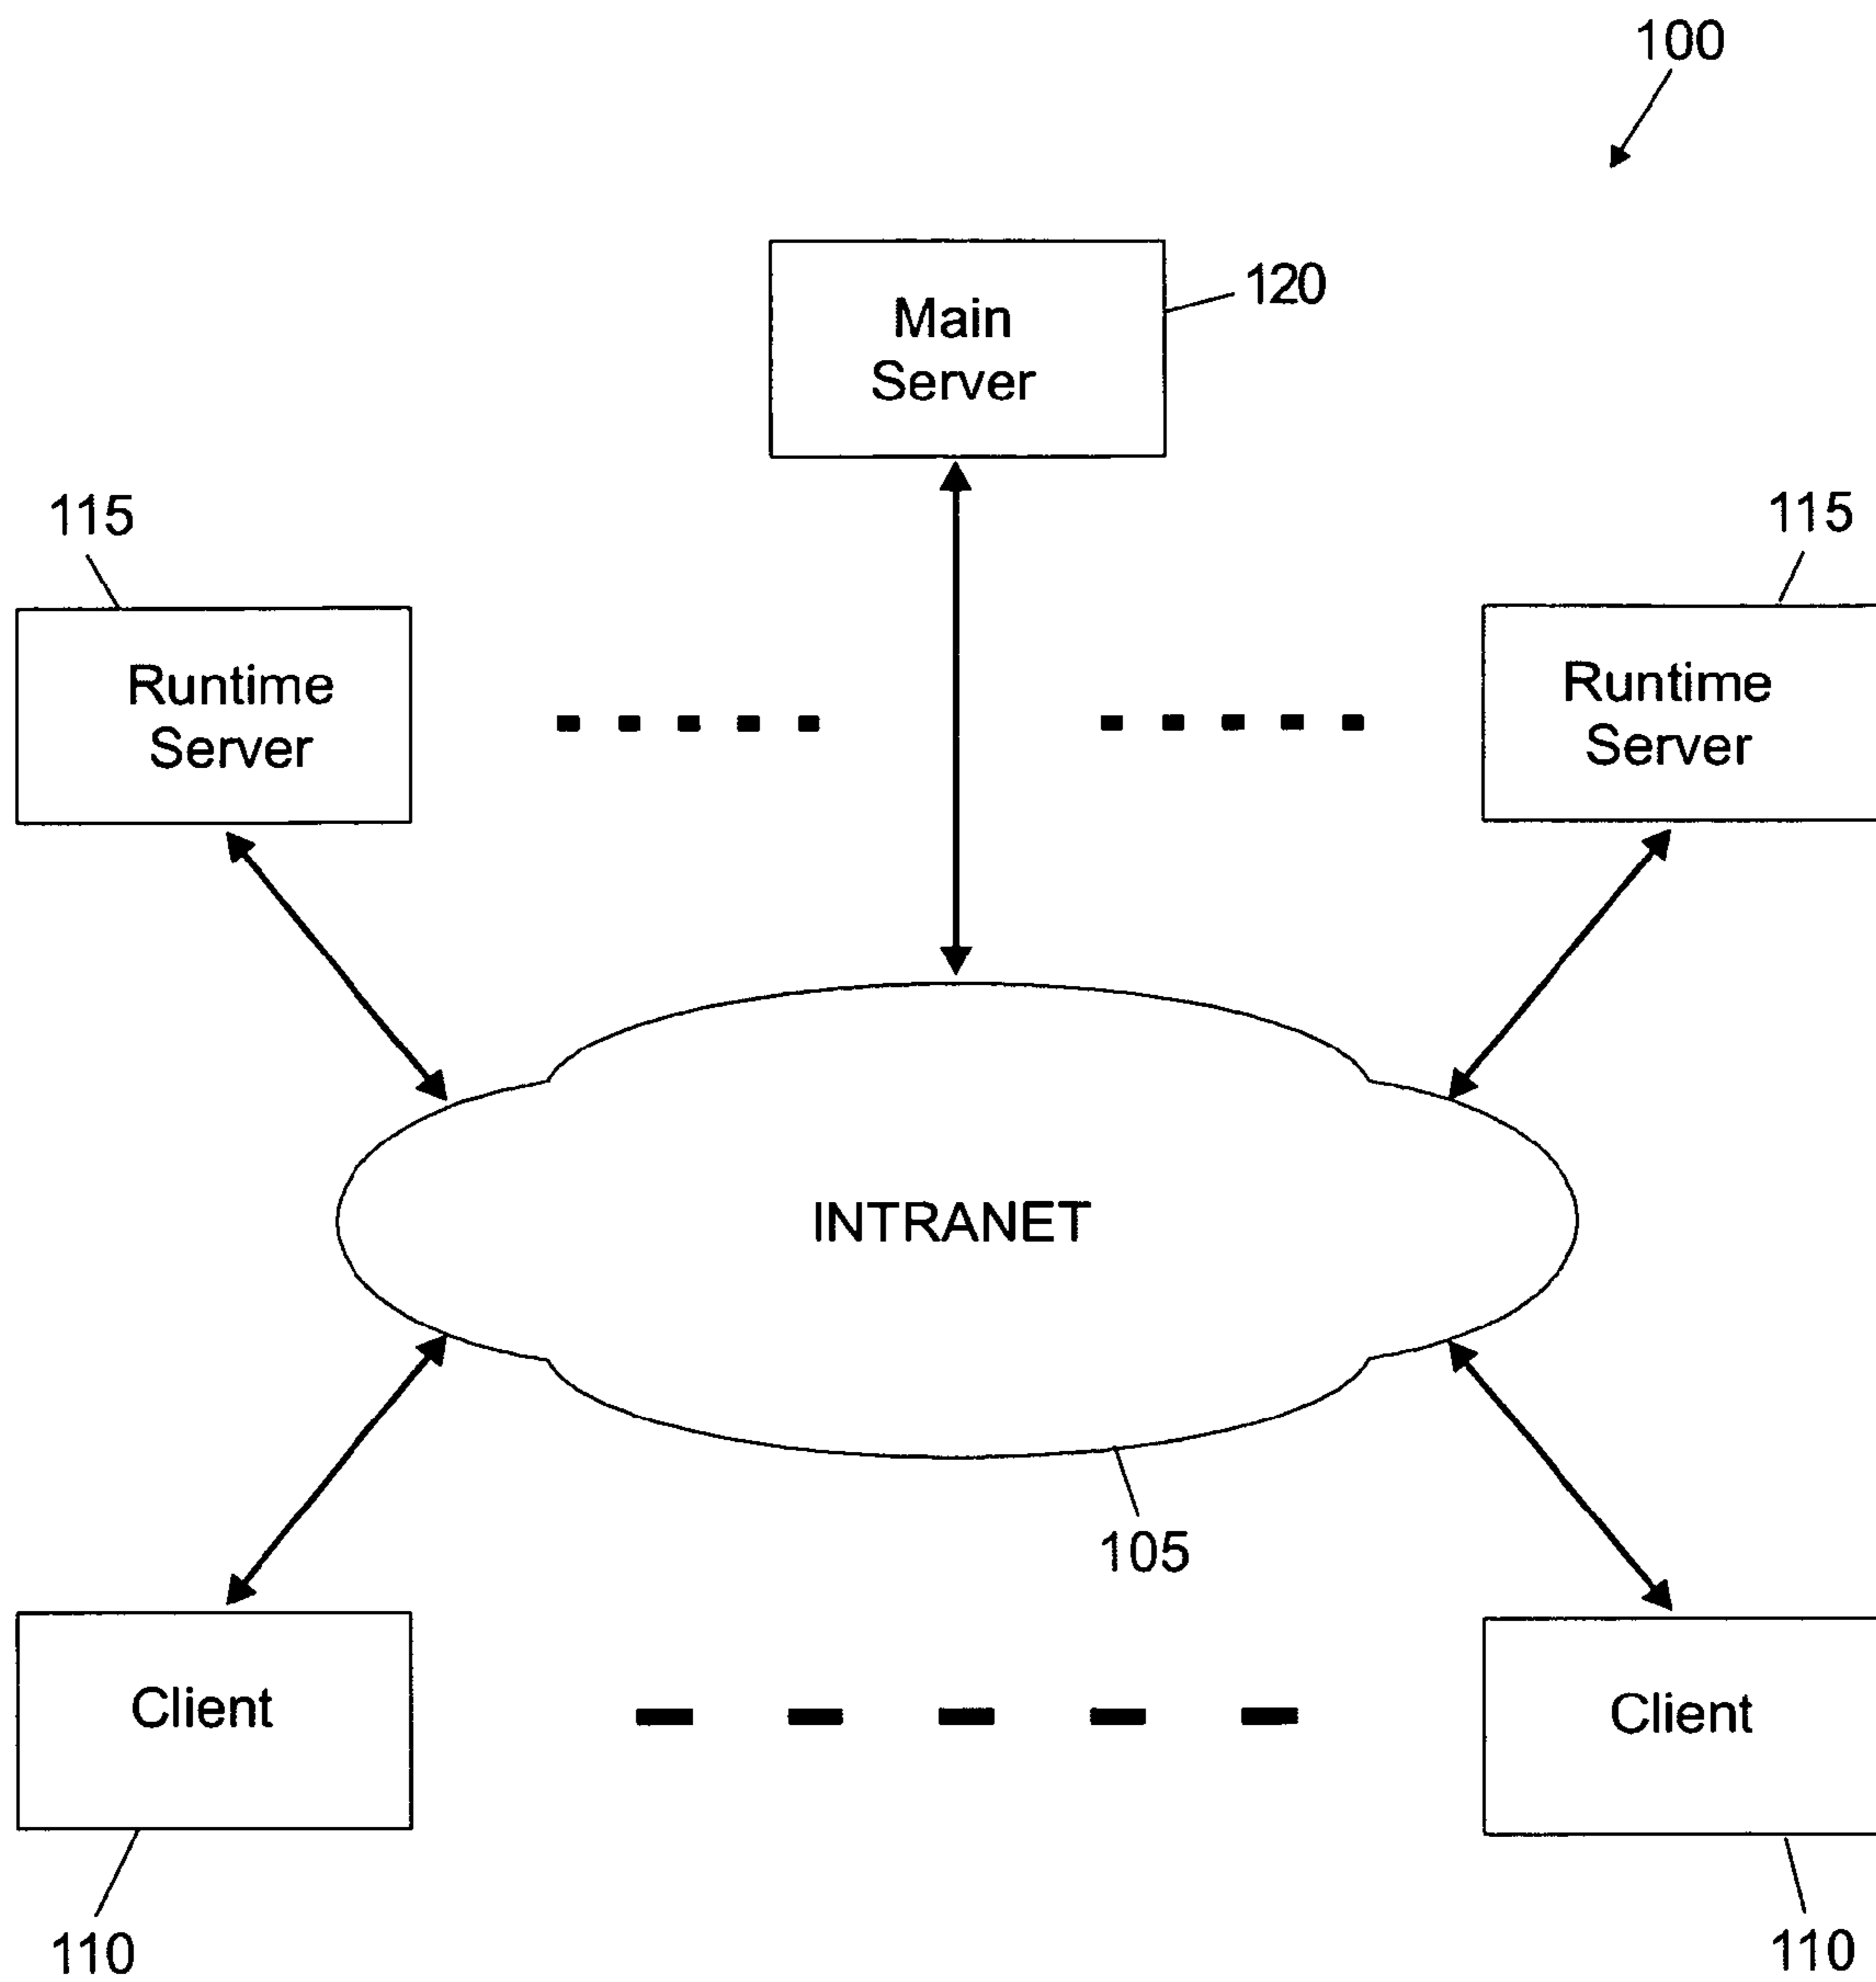 100
Main
Server
120
115
115
Runtime
Server
Runtime
Server
INTRANET
105
Client
Client
110
110